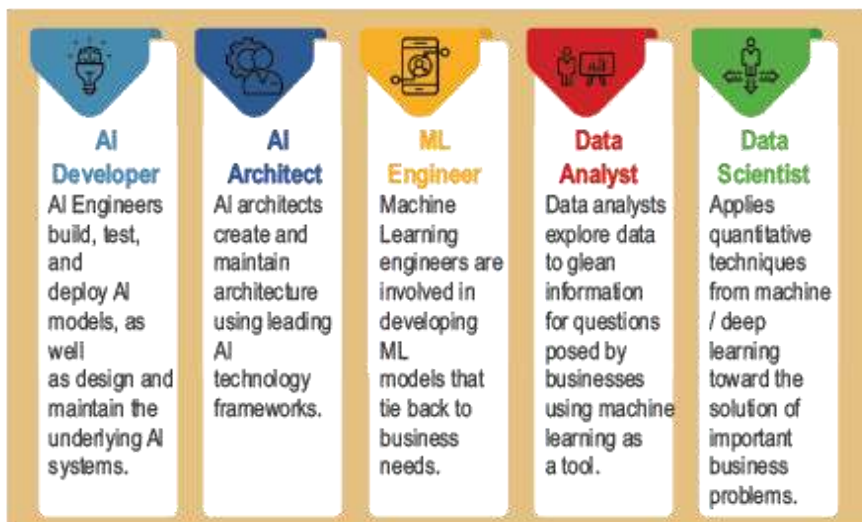 Ai
Developer
AI Engineers
build, test,
and
deploy AI
models, as
well
as design and
maintain the
underlying AI
systems.
AI
Architect
AI architects
create and
maintain
architecture
using leading
AI
technology
frameworks.
ML
Engineer
Machine
Learning
engineers are
involved in
developing
ML
models that
tie back to
business
needs.
Data
Analyst
Data analysts
explore data
to glean
information
for questions
posed by
businesses
using machine
learning as
a tool.
Data
Scientist
Applies
quantitative
techniques
from machine
/ deep
learning
toward the
solution of
important
business
problems.